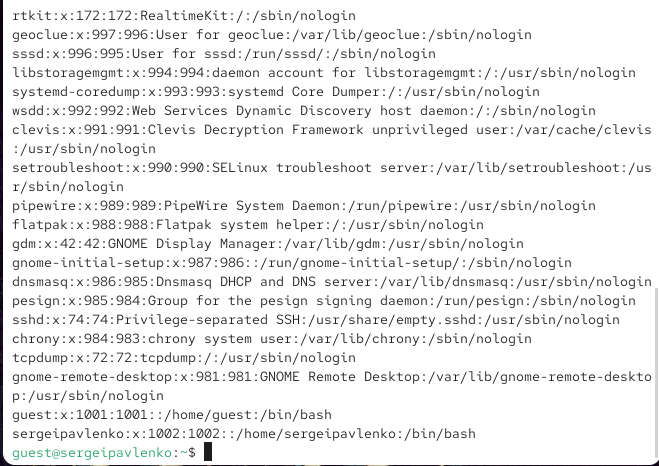 rtkit:x:172:172:RealtimeKit:/:/sbin/nologin
geoclue:x:997:996:User for geoclue:/var/lib/geoclue:/sbin/nologin
sssd:x:996:995:User for sssd:/run/sssd/:/sbin/nologin
libstoragemgmt:x:994:994:daemon account for libstoragemgmt:/:/usr/sbin/nologin
systemd-coredump:x:993:993:systemd Core Dumper:/:/usr/sbin/nologin
wsdd:x:992:992:Web Services Dynamic Discovery host daemon:/:/sbin/nologin
clevis:x:991:991:Clevis Decryption Framework unprivileged user:/var/cache/clevis
:/usr/sbin/nologin
setroubleshoot:x:990:990:SELinux troubleshoot server:/var/lib/setroubleshoot:/us
r/sbin/nologin
pipewire:x:989:989:PipeWire System Daemon:/run/pipewire:/usr/sbin/nologin
flatpak:x:988:988:Flatpak system helper:/:/usr/sbin/nologin
gdm:x:42:42:GNOME Display Manager:/var/lib/gdm:/usr/sbin/nologin
gnome-initial-setup:x:987:986::/run/gnome-initial-setup/:/sbin/nologin
dnsmasq:x:986:985:Dnsmasq DHCP and DNS server:/var/lib/dnsmasq:/usr/sbin/nologin
pesign:x:985:984:Group for the pesign signing daemon:/run/pesign:/sbin/nologin
sshd:x:74:74:Privilege-separated SSH:/usr/share/empty.sshd:/usr/sbin/nologin
chrony:x:984:983:chrony system user:/var/lib/chrony:/sbin/nologin
tcpdump:x:72:72:tcpdump:/:/usr/sbin/nologin
gnome-remote-desktop:x:981:981:GNOME Remote Desktop:/var/lib/gnome-remote-deskto
p:/usr/sbin/nologin
guest:x:1001:1001::/home/guest:/bin/bash
sergeipavlenko:x:1002:1002::/home/sergeipavlenko:/bin/bash
guest@sergeipavlenko:~$